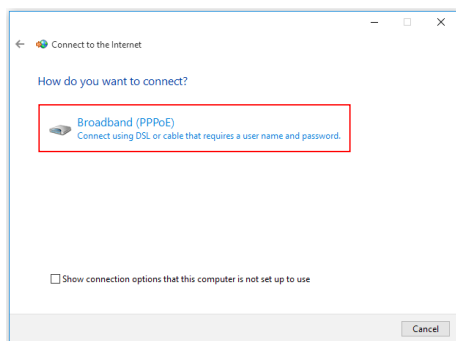 Connect to the Internet
How do you want to connect?
Broadband (PPPoE)
Connect using DSL or cable that requires a user name and password.
Show connection options that this computer is not set up to use
Cancel